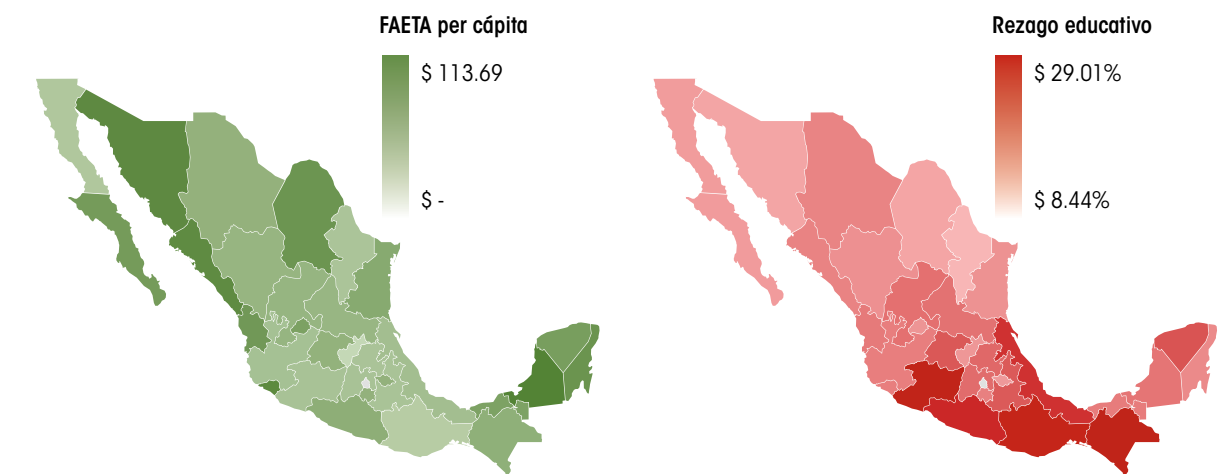 FAETA per cápita
$ 113.69
$ -
Rezago educativo
$ 29.01%
$ 8.44%